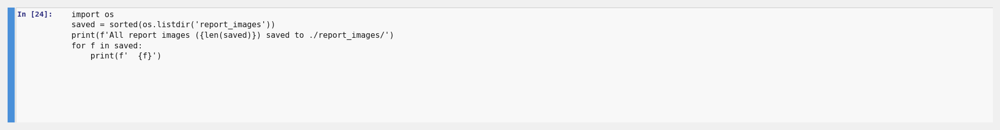 In [24]: import os
saved = sorted(os.listdir('report_images'))
print(f'All report images ({len(saved)}) saved to ./report_images/')
for f in saved:
    print(f'  {f}')